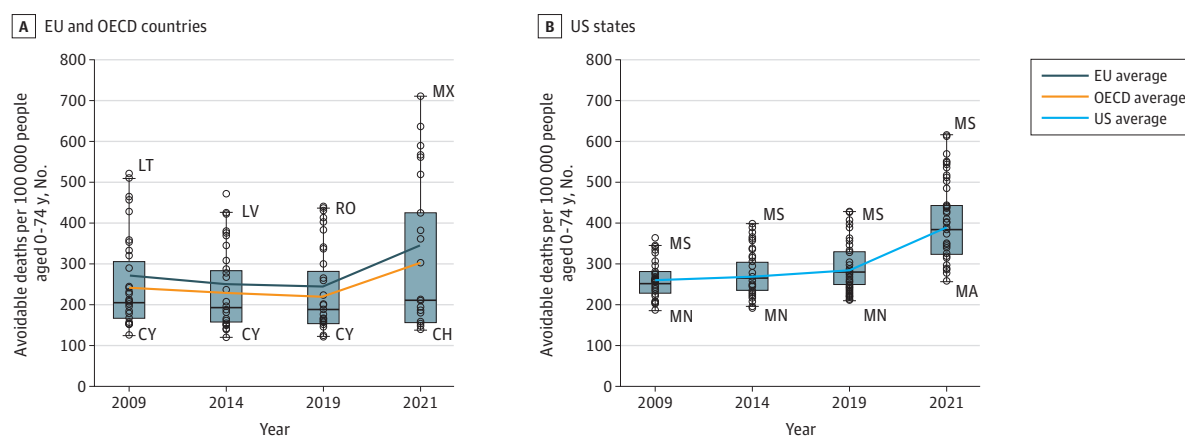 A EU and OECD countries
Avoidable deaths per 100 000 people
aged 0-74 y, No.
800
700
600
500
400
300
200
100
0
LT
CY
LV
CY
RO
CY
MX
CH
2009 2014 2019 2021
Year
B US states
Avoidable deaths per 100 000 people
aged 0-74 y, No.
800
700
600
500
400
300
200
100
0
MS
MN
MS
MN
MS
MN
MS
MA
2009 2014 2019 2021
Year
EU average
OECD average
US average